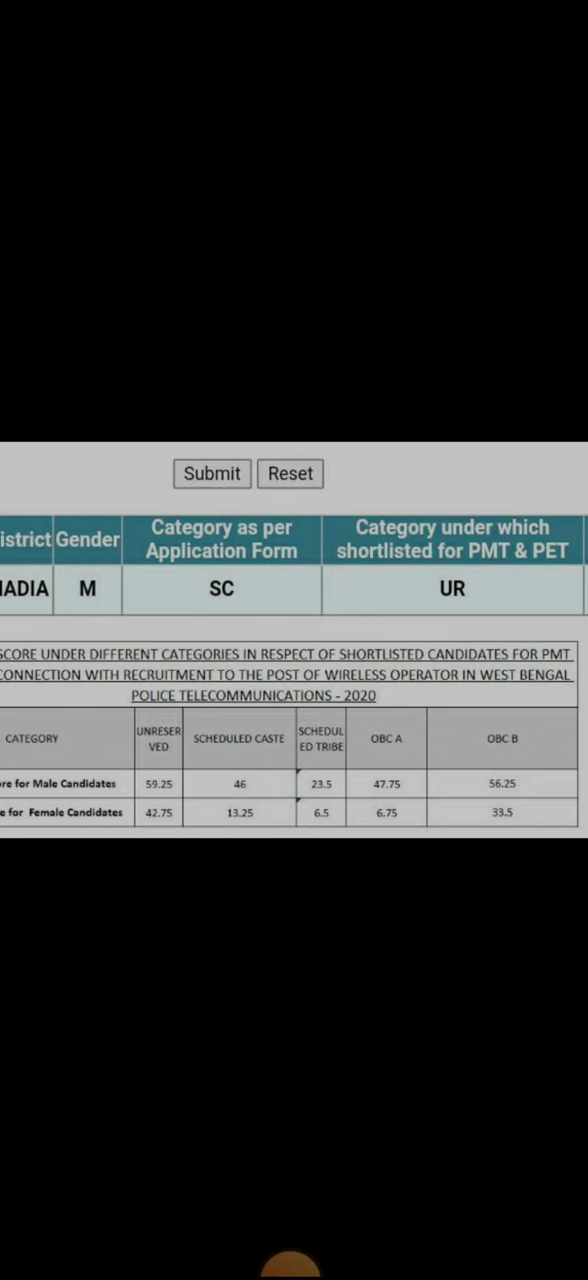 Submit Reset
istrict Gender Category as per Application Form Category under which shortlisted for PMT & PET
IADIA M SC UR
SCORE UNDER DIFFERENT CATEGORIES IN RESPECT OF SHORTLISTED CANDIDATES FOR PMT
CONNECTION WITH RECRUITMENT TO THE POST OF WIRELESS OPERATOR IN WEST BENGAL
POLICE TELECOMMUNICATIONS - 2020
CATEGORY UNRESERVED SCHEDULED CASTE SCHEDULED TRIBE OBC A OBC B
re for Male Candidates 59.25 46 23.5 47.75 56.25
e for Female Candidates 42.75 13.25 6.5 6.75 33.5